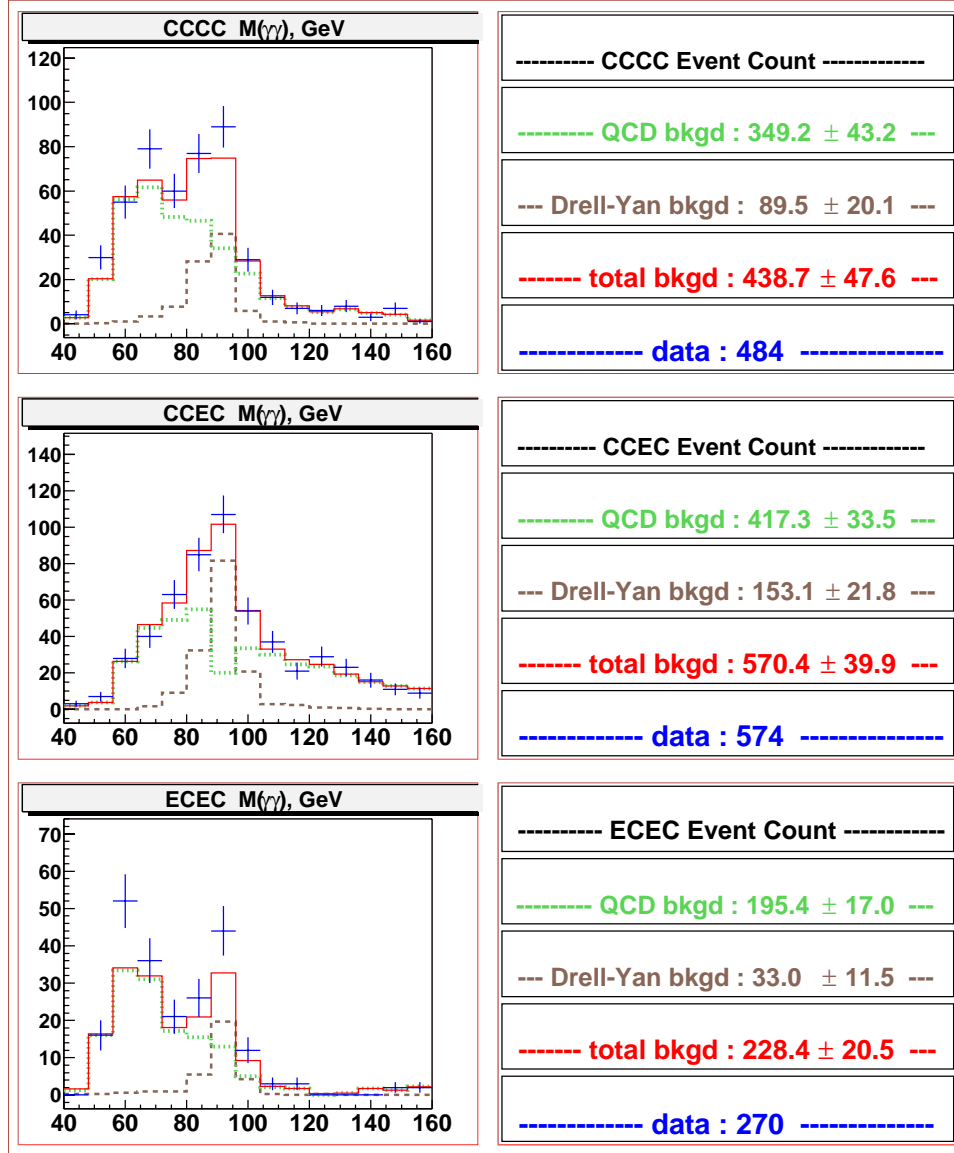 CCCC M(γγ), GeV
120
100
80
60
40
20
0
40 60 80 100 120 140 160
---------- CCCC Event Count -------------
--------- QCD bkgd : 349.2 ± 43.2 ---
--- Drell-Yan bkgd : 89.5 ± 20.1 ---
------- total bkgd : 438.7 ± 47.6 ---
------------- data : 484 ---------------
CCEC M(γγ), GeV
140
120
100
80
60
40
20
0
40 60 80 100 120 140 160
---------- CCEC Event Count -------------
--------- QCD bkgd : 417.3 ± 33.5 ---
--- Drell-Yan bkgd : 153.1 ± 21.8 ---
------- total bkgd : 570.4 ± 39.9 ---
------------- data : 574 ---------------
ECEC M(γγ), GeV
70
60
50
40
30
20
10
0
40 60 80 100 120 140 160
---------- ECEC Event Count ------------
--------- QCD bkgd : 195.4 ± 17.0 ---
--- Drell-Yan bkgd : 33.0 ± 11.5 ---
------- total bkgd : 228.4 ± 20.5 ---
------------- data : 270 --------------